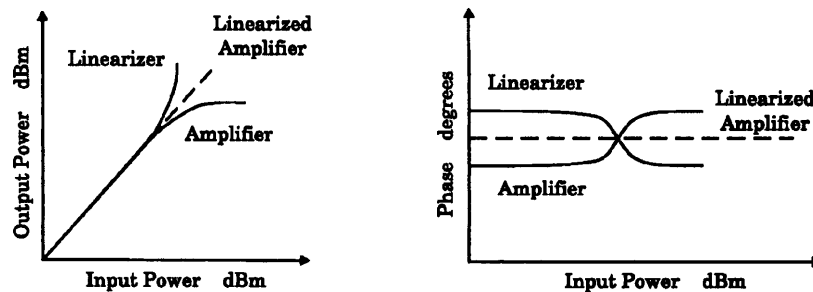 Output Power dBm
Linearizer
Linearized
Amplifier
Amplifier
Input Power dBm
Phase degrees
Linearizer
Linearized
Amplifier
Amplifier
Input Power dBm